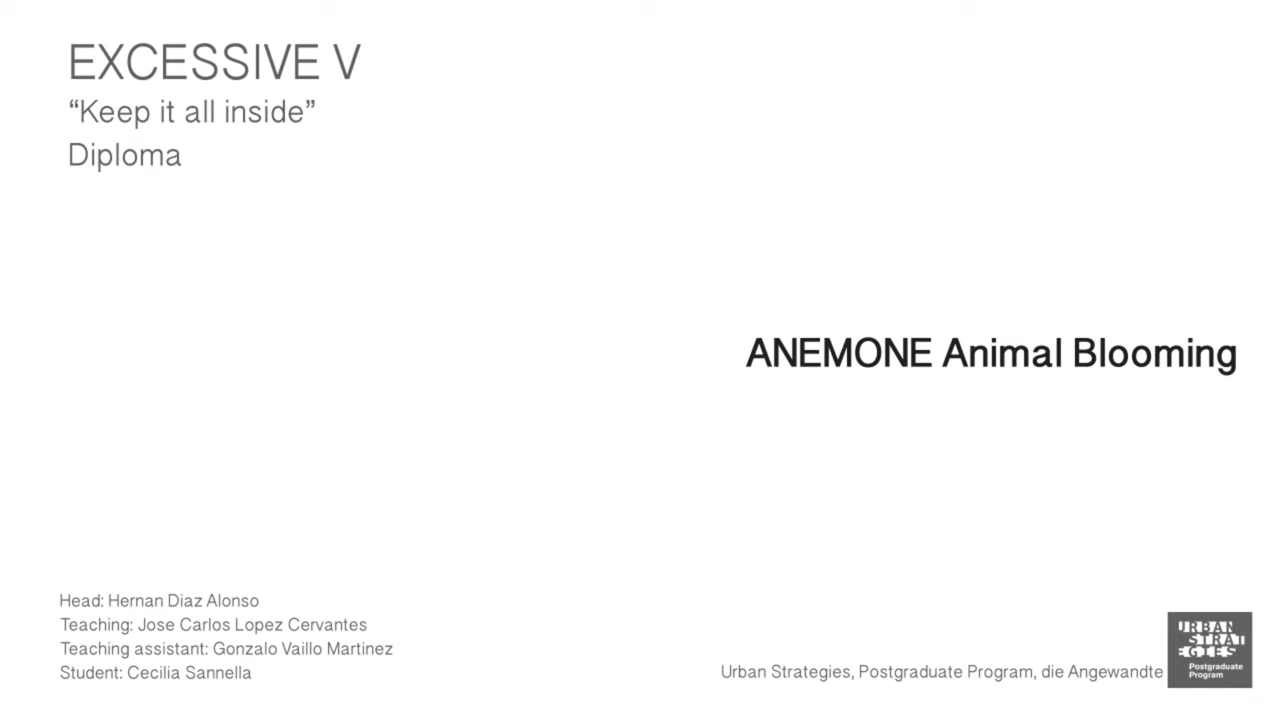 EXCESSIVE V
“Keep it all inside”
Diploma
ANEMONE Animal Blooming
Head: Hernan Diaz Alonso
Teaching: Jose Carlos Lopez Cervantes
Teaching assistant: Gonzalo Vaillo Martinez
Student: Cecilia Sannella
Urban Strategies, Postgraduate Program, die Angewandte
URBAN
STRAT
EGIES
Postgraduate
Program